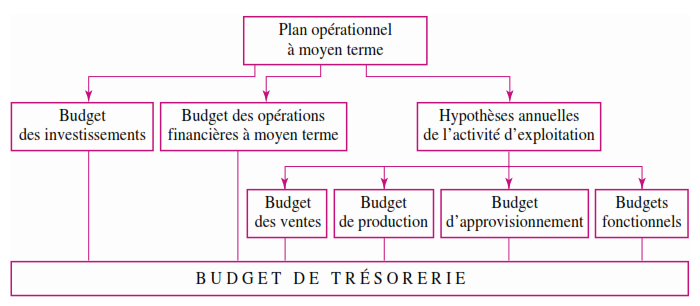 Plan opérationnel
à moyen terme
Budget
des investissements
Budget des opérations
financières à moyen terme
Hypothèses annuelles
de l'activité d'exploitation
Budget
des ventes
Budget
de production
Budget
d'approvisionnement
Budgets
fonctionnels
BUDGET DE TRÉSORERIE